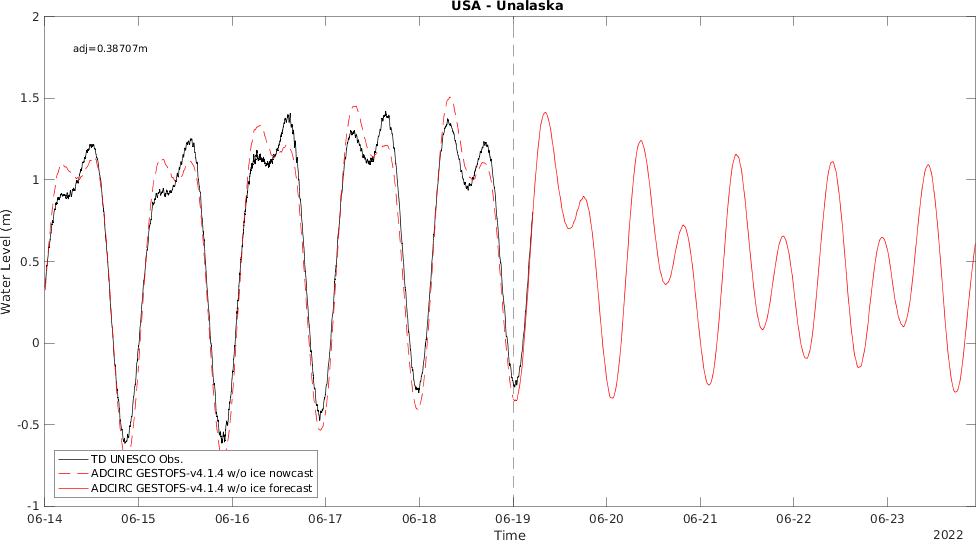 USA - Unalaska
adj=0.38707m
2
1.5
1
0.5
0
-0.5
-1
Water Level (m)
TD UNESCO Obs.
ADCIRC GESTOFS-v4.1.4 w/o ice nowcast
ADCIRC GESTOFS-v4.1.4 w/o ice forecast
06-14 06-15 06-16 06-17 06-18 06-19 06-20 06-21 06-22 06-23
Time
2022